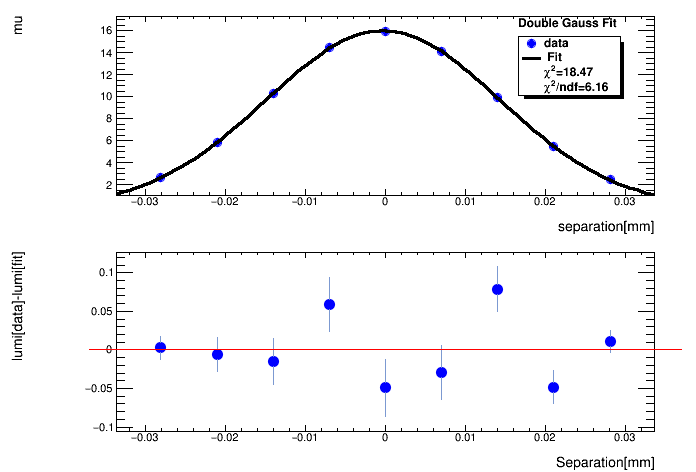 mu
Double Gauss Fit
data
Fit
χ²=18.47
χ²/ndf=6.16
16
14
12
10
8
6
4
2
−0.03 −0.02 −0.01 0 0.01 0.02 0.03
separation[mm]
lumi[data]-lumi[fit]
0.1
0.05
0
−0.05
−0.1
−0.03 −0.02 −0.01 0 0.01 0.02 0.03
Separation[mm]